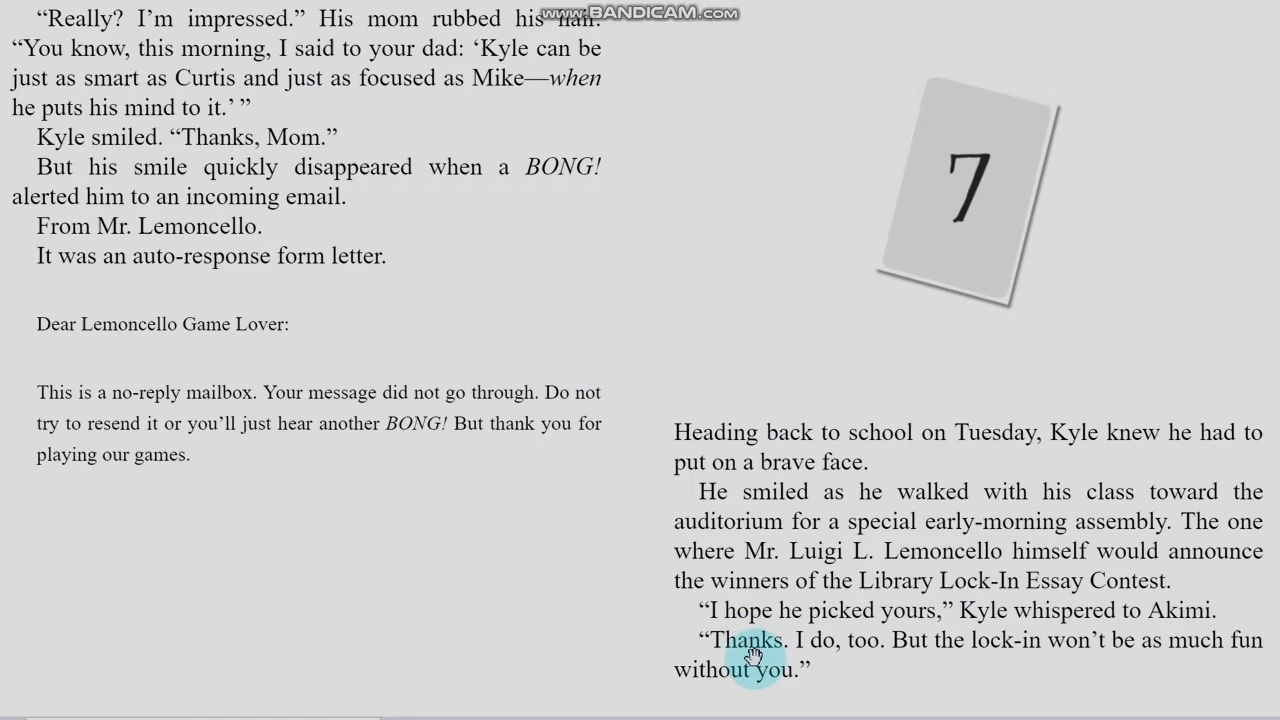 www.BANDICAM.com
“Really? I’m impressed.” His mom rubbed his hair.
“You know, this morning, I said to your dad: ‘Kyle can be
just as smart as Curtis and just as focused as Mike—when
he puts his mind to it.’ ”
Kyle smiled. “Thanks, Mom.”
But his smile quickly disappeared when a BONG!
alerted him to an incoming email.
From Mr. Lemoncello.
It was an auto-response form letter.
Dear Lemoncello Game Lover:
This is a no-reply mailbox. Your message did not go through. Do not
try to resend it or you’ll just hear another BONG! But thank you for
playing our games.
7
Heading back to school on Tuesday, Kyle knew he had to
put on a brave face.
He smiled as he walked with his class toward the
auditorium for a special early-morning assembly. The one
where Mr. Luigi L. Lemoncello himself would announce
the winners of the Library Lock-In Essay Contest.
“I hope he picked yours,” Kyle whispered to Akimi.
“Thanks. I do, too. But the lock-in won’t be as much fun
without you.”